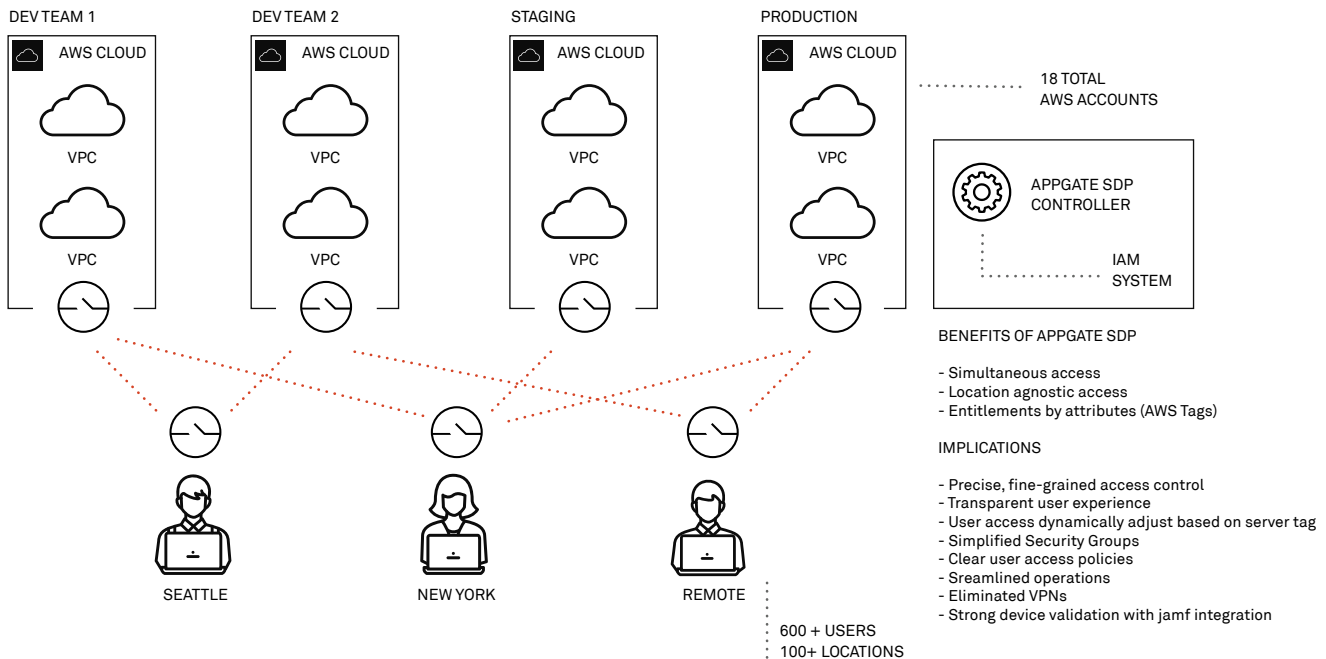 DEV TEAM 1
DEV TEAM 2
STAGING
PRODUCTION
AWS CLOUD
AWS CLOUD
AWS CLOUD
AWS CLOUD
VPC
VPC
VPC
VPC
VPC
VPC
VPC
VPC
18 TOTAL
AWS ACCOUNTS
APPGATE SDP
CONTROLLER
IAM
SYSTEM
BENEFITS OF APPGATE SDP
- Simultaneous access
- Location agnostic access
- Entitlements by attributes (AWS Tags)
IMPLICATIONS
- Precise, fine-grained access control
- Transparent user experience
- User access dynamically adjust based on server tag
- Simplified Security Groups
- Clear user access policies
- Sreamlined operations
- Eliminated VPNs
- Strong device validation with jamf integration
SEATTLE
NEW YORK
REMOTE
600 + USERS
100+ LOCATIONS